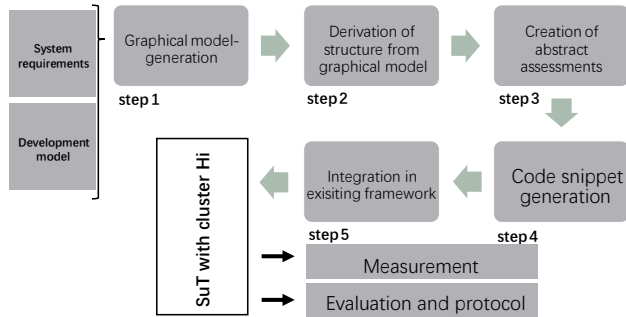 System
requirements
Development
model
Graphical model-
generation
step 1
Derivation of
structure from
graphical model
step 2
Creation of
abstract
assessments
step 3
Code snippet
generation
step 4
Integration in
exisiting framework
step 5
SuT with cluster Hi
Measurement
Evaluation and protocol